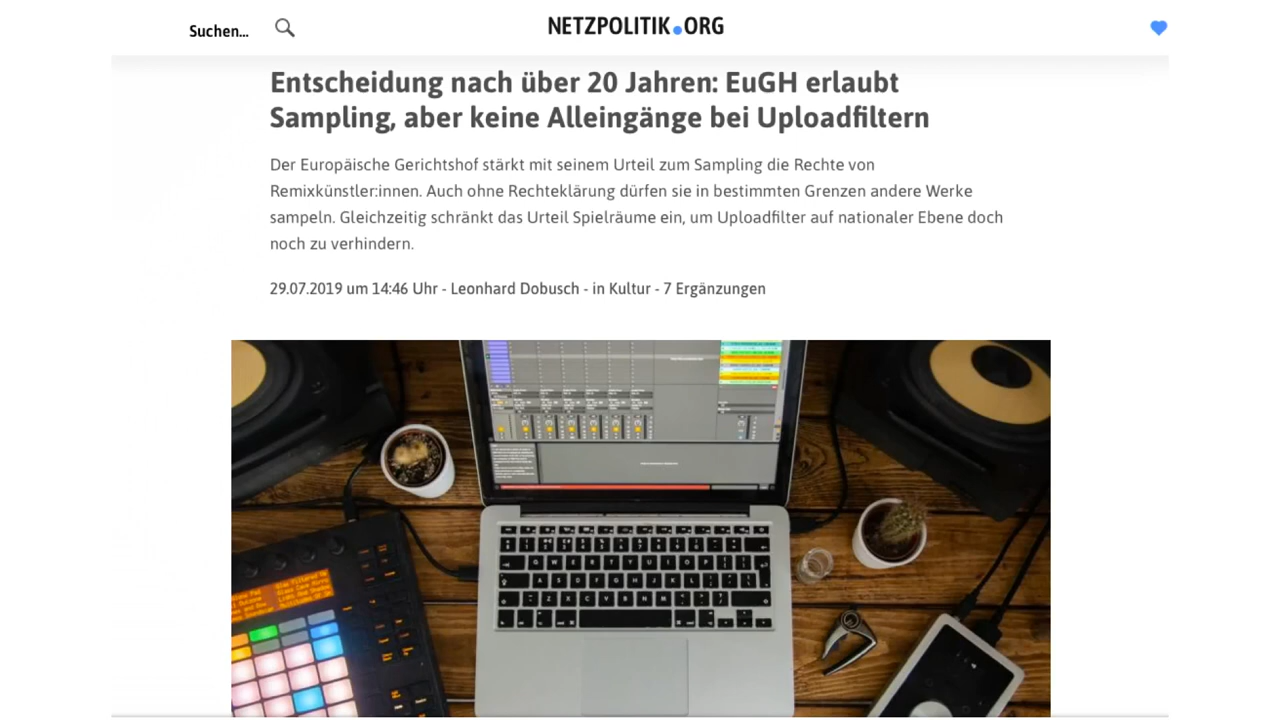 Suchen...
NETZPOLITIK.ORG
Entscheidung nach über 20 Jahren: EuGH erlaubt
Sampling, aber keine Alleingänge bei Uploadfiltern
Der Europäische Gerichtshof stärkt mit seinem Urteil zum Sampling die Rechte von
Remixkünstler:innen. Auch ohne Rechteklärung dürfen sie in bestimmten Grenzen andere Werke
sampeln. Gleichzeitig schränkt das Urteil Spielräume ein, um Uploadfilter auf nationaler Ebene doch
noch zu verhindern.
29.07.2019 um 14:46 Uhr - Leonhard Dobusch - in Kultur - 7 Ergänzungen